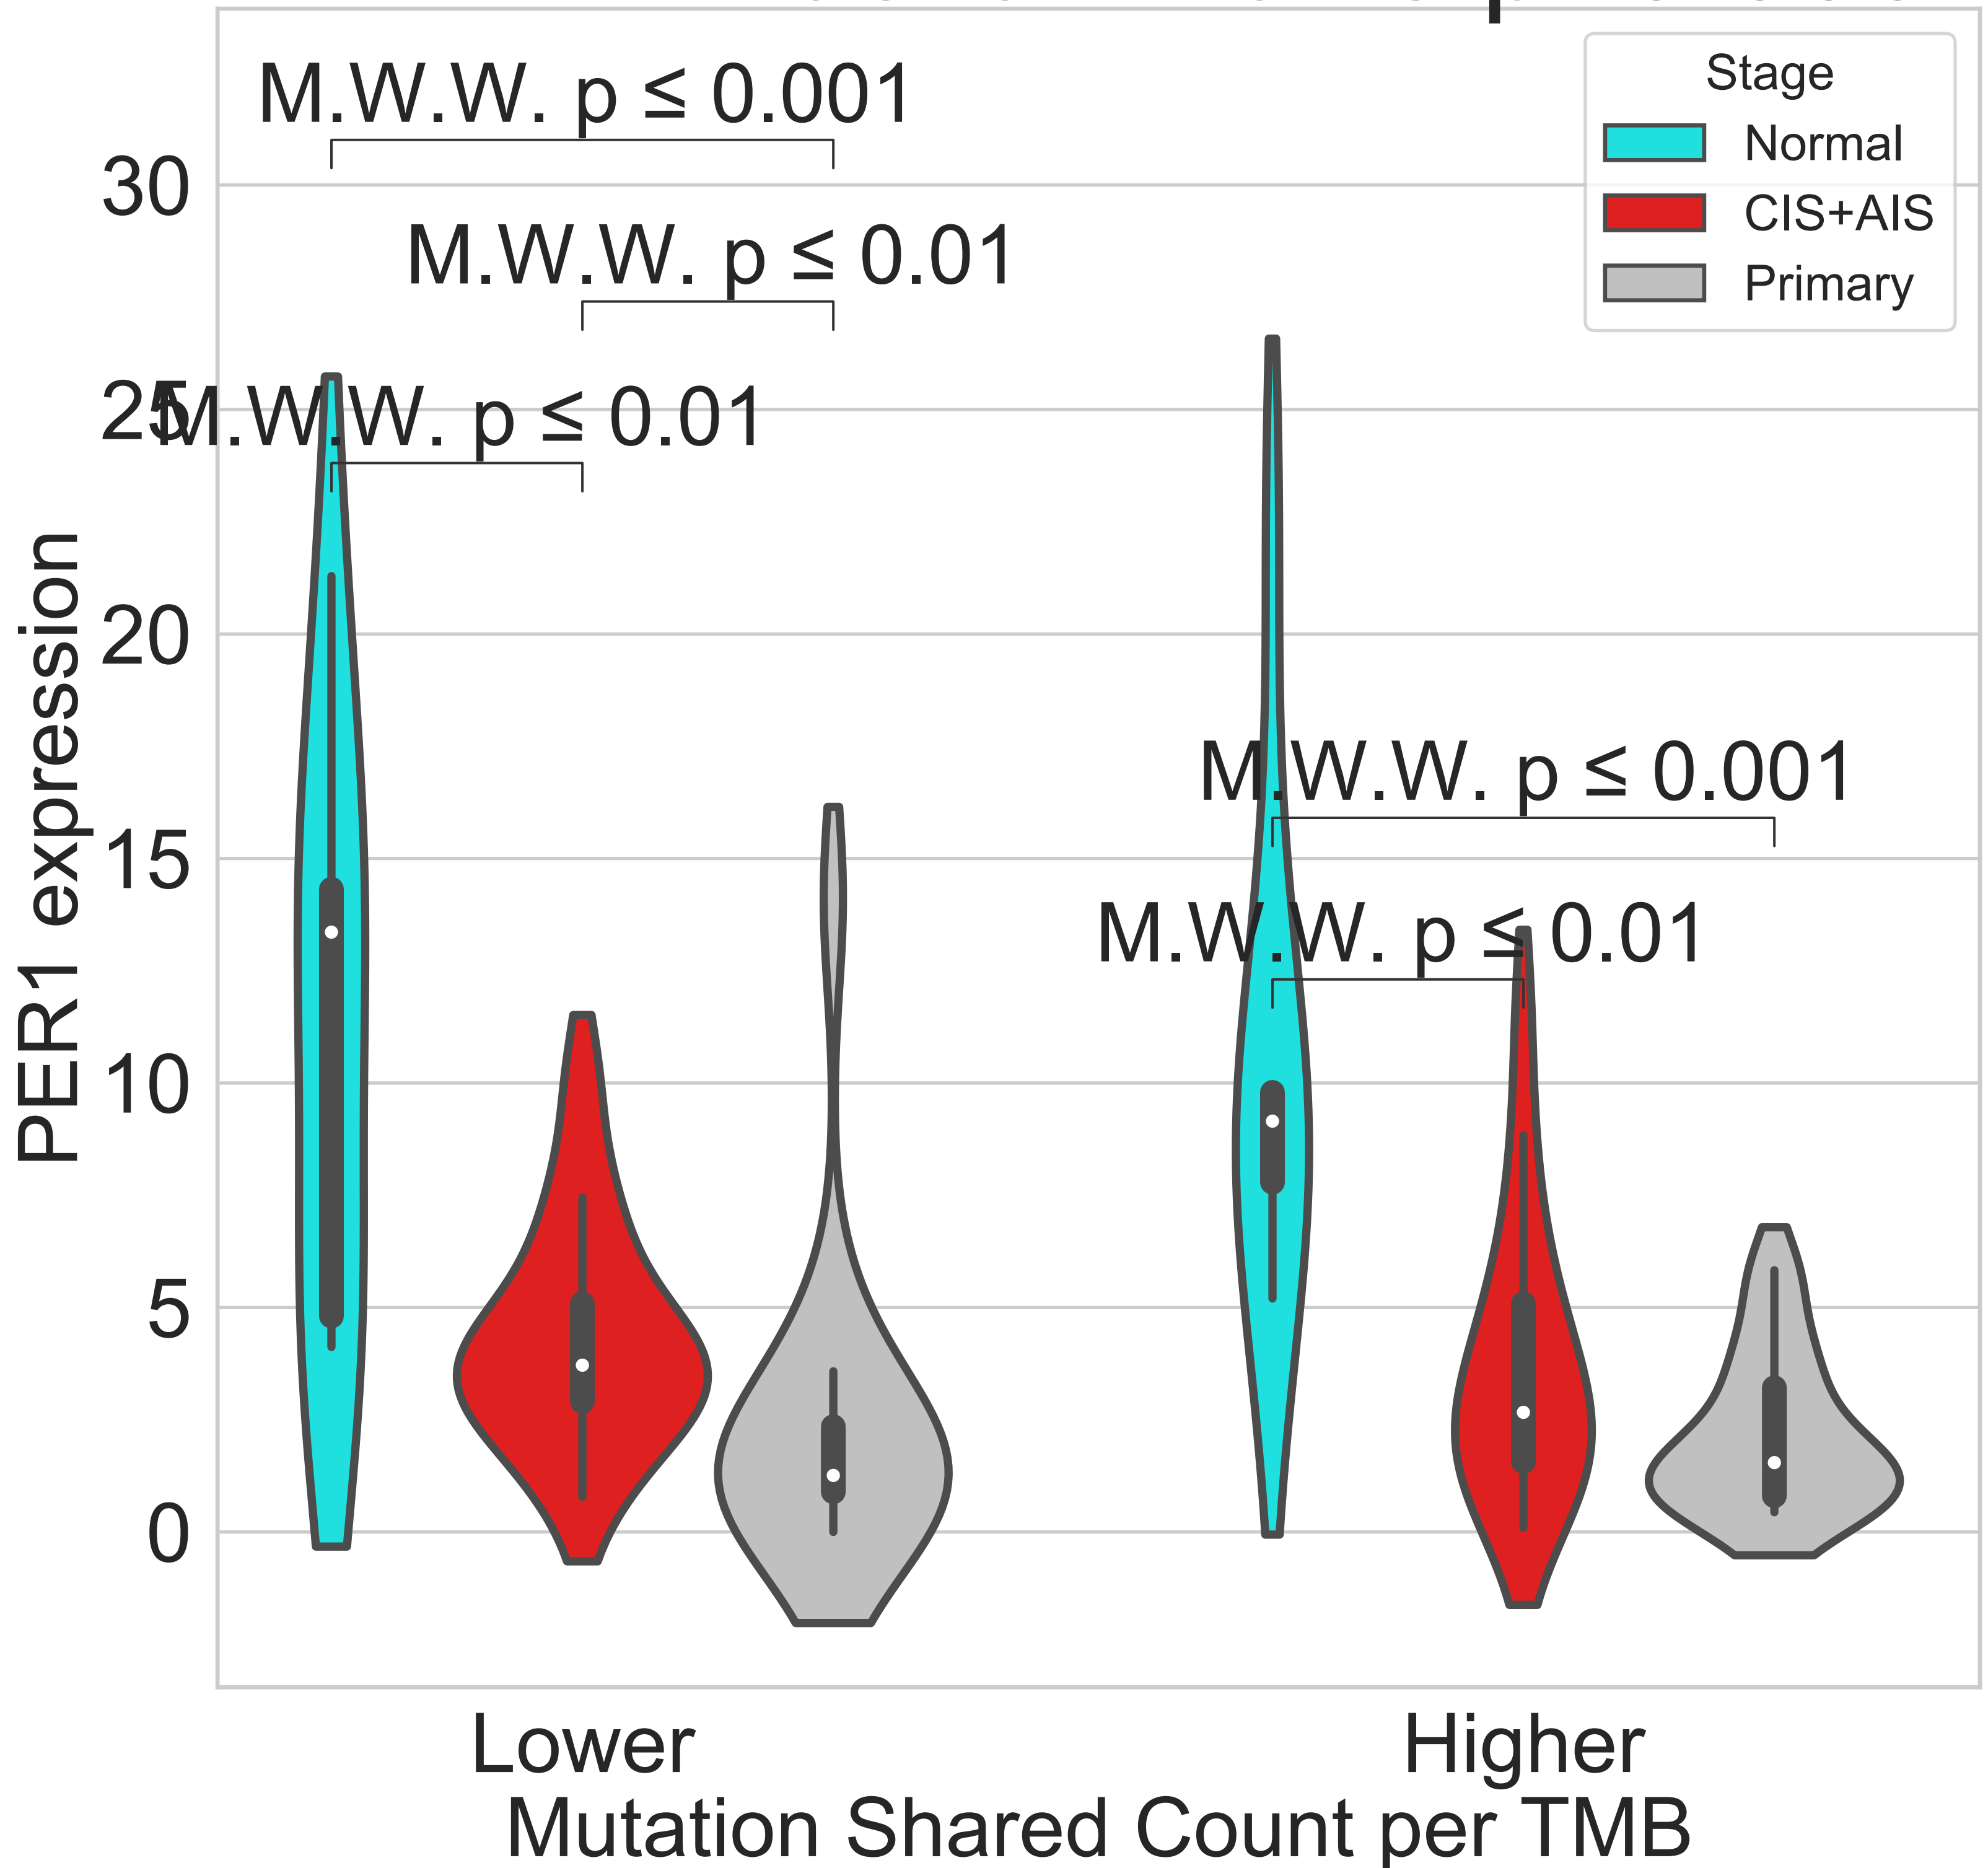 Stage
Normal
CIS+AIS
Primary
M.W.W. p ≤ 0.001
M.W.W. p ≤ 0.01
M.W.W. p ≤ 0.01
M.W.W. p ≤ 0.001
M.W.W. p ≤ 0.01
30
25
20
15
10
5
0
PER1 expression
Lower
Higher
Mutation Shared Count per TMB